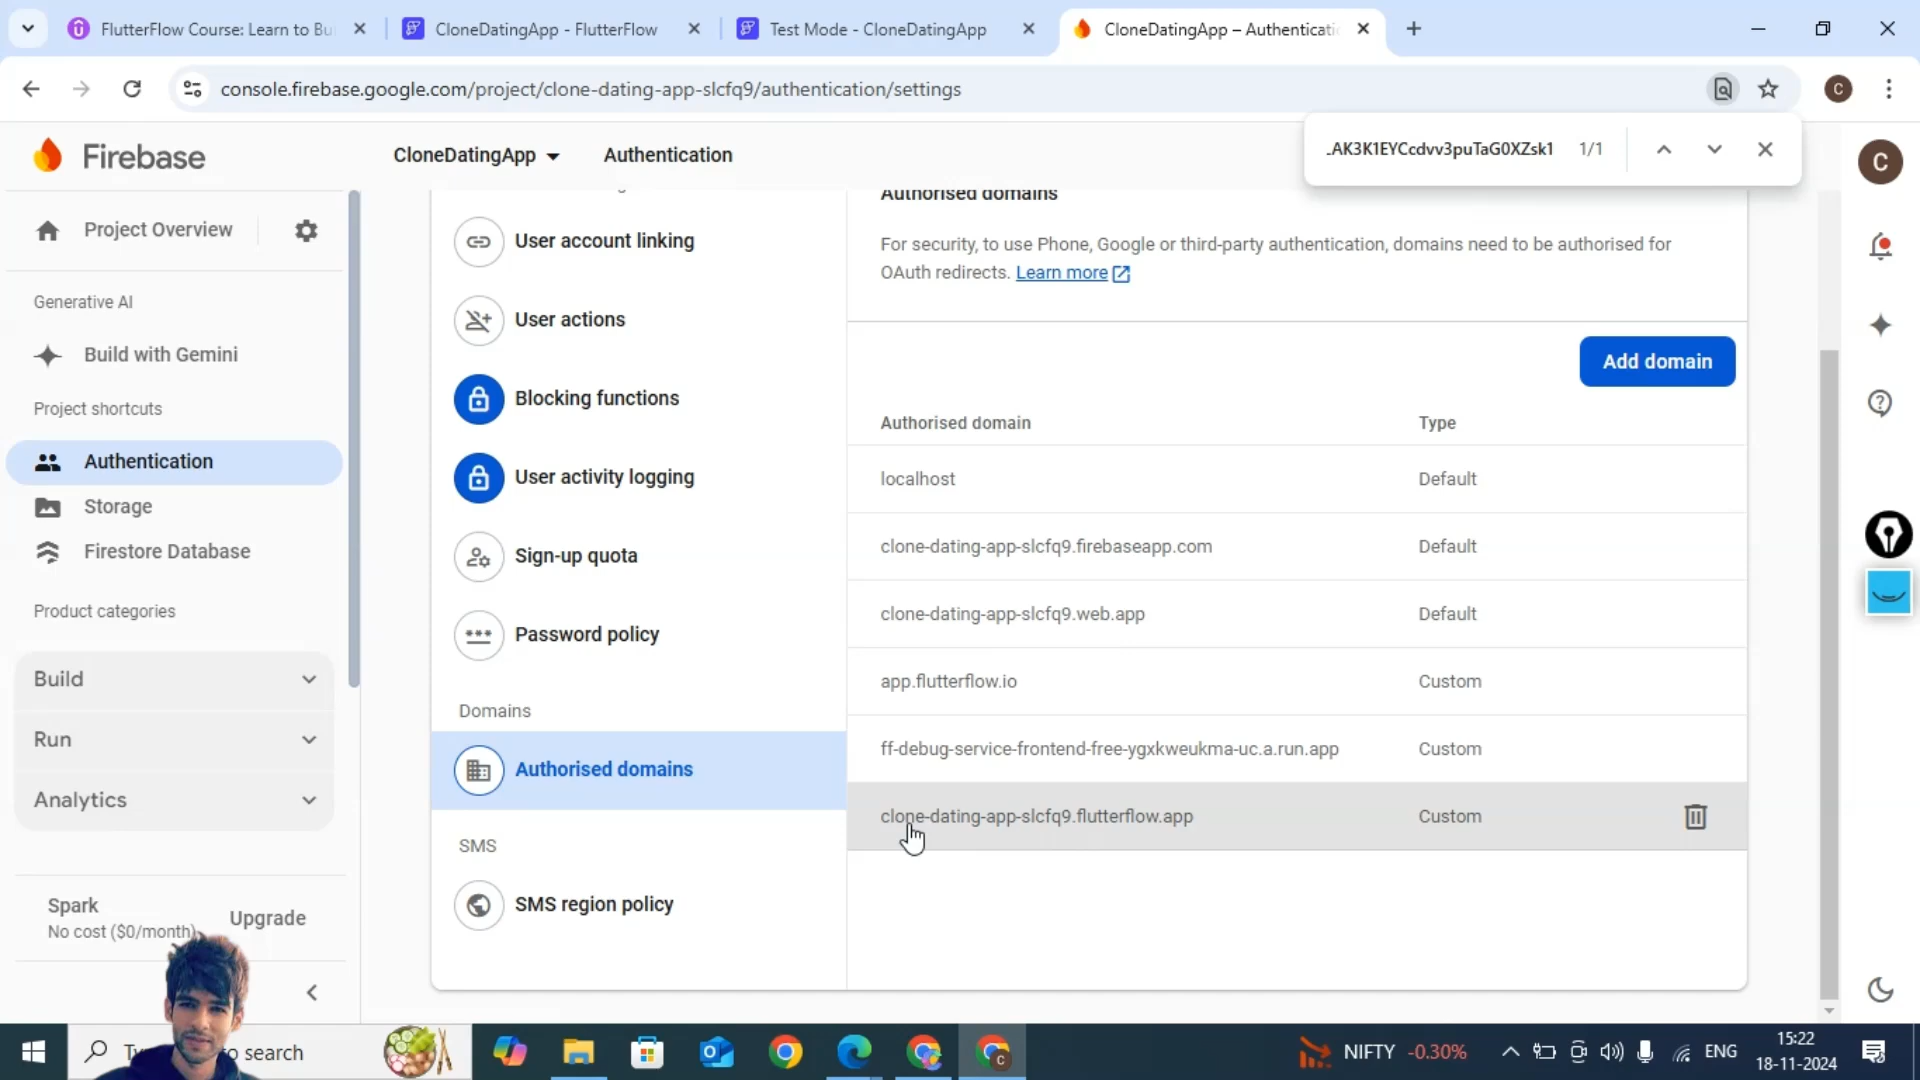 FlutterFlow Course: Learn to Bu
CloneDatingApp - FlutterFlow
Test Mode - CloneDatingApp
CloneDatingApp – Authenticati
console.firebase.google.com/project/clone-dating-app-slcfq9/authentication/settings
C
Firebase
CloneDatingApp
Authentication
AK3K1EYCcdvv3puTaG0XZsk1
1/1
C
Project Overview
Generative AI
Build with Gemini
Project shortcuts
Authentication
Storage
Firestore Database
Product categories
Build
Run
Analytics
Spark
No cost ($0/month)
Upgrade
User account linking
User actions
Blocking functions
User activity logging
Sign-up quota
Password policy
Domains
Authorised domains
SMS
SMS region policy
Authorised domains
For security, to use Phone, Google or third-party authentication, domains need to be authorised for
OAuth redirects. Learn more
Add domain
Authorised domain Type
localhost Default
clone-dating-app-slcfq9.firebaseapp.com Default
clone-dating-app-slcfq9.web.app Default
app.flutterflow.io Custom
ff-debug-service-frontend-free-ygxkweukma-uc.a.run.app Custom
clone-dating-app-slcfq9.flutterflow.app Custom
search
NIFTY -0.30%
ENG
15:22
18-11-2024